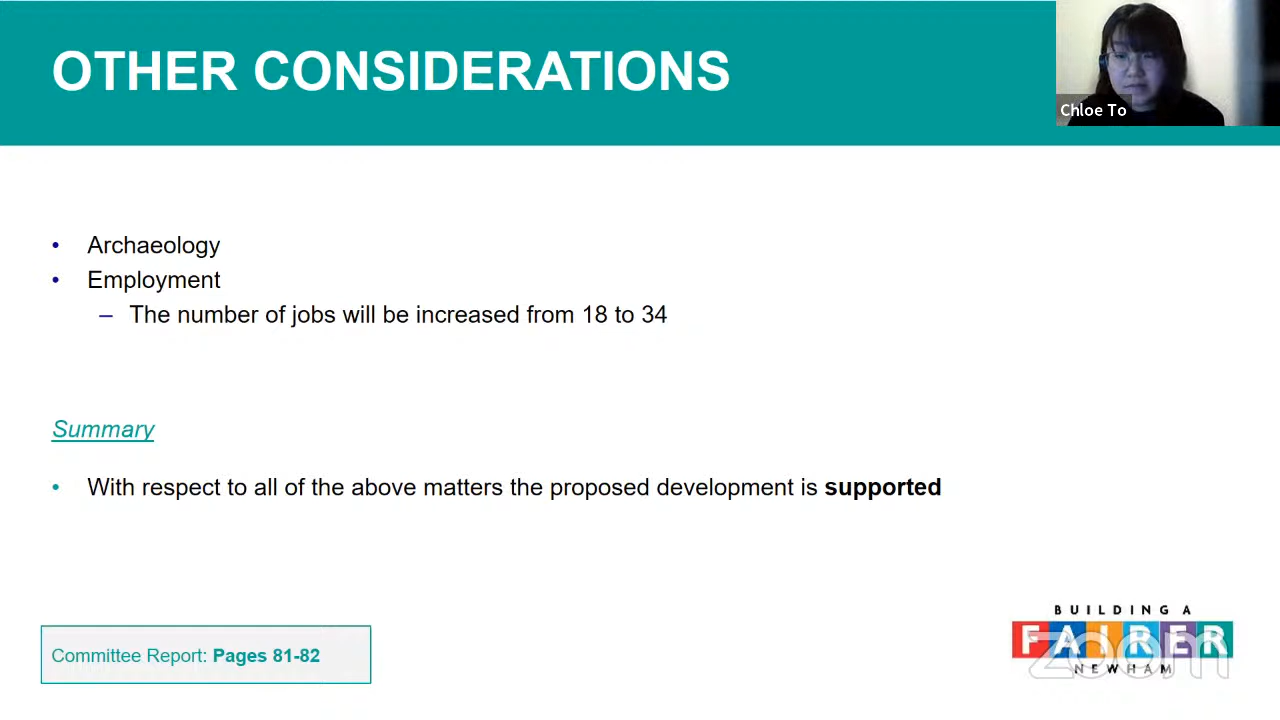 OTHER CONSIDERATIONS
Chloe To
• Archaeology
• Employment
– The number of jobs will be increased from 18 to 34
Summary
• With respect to all of the above matters the proposed development is supported
Committee Report: Pages 81-82
BUILDING A
FAIRER
NEWHAM
zoom